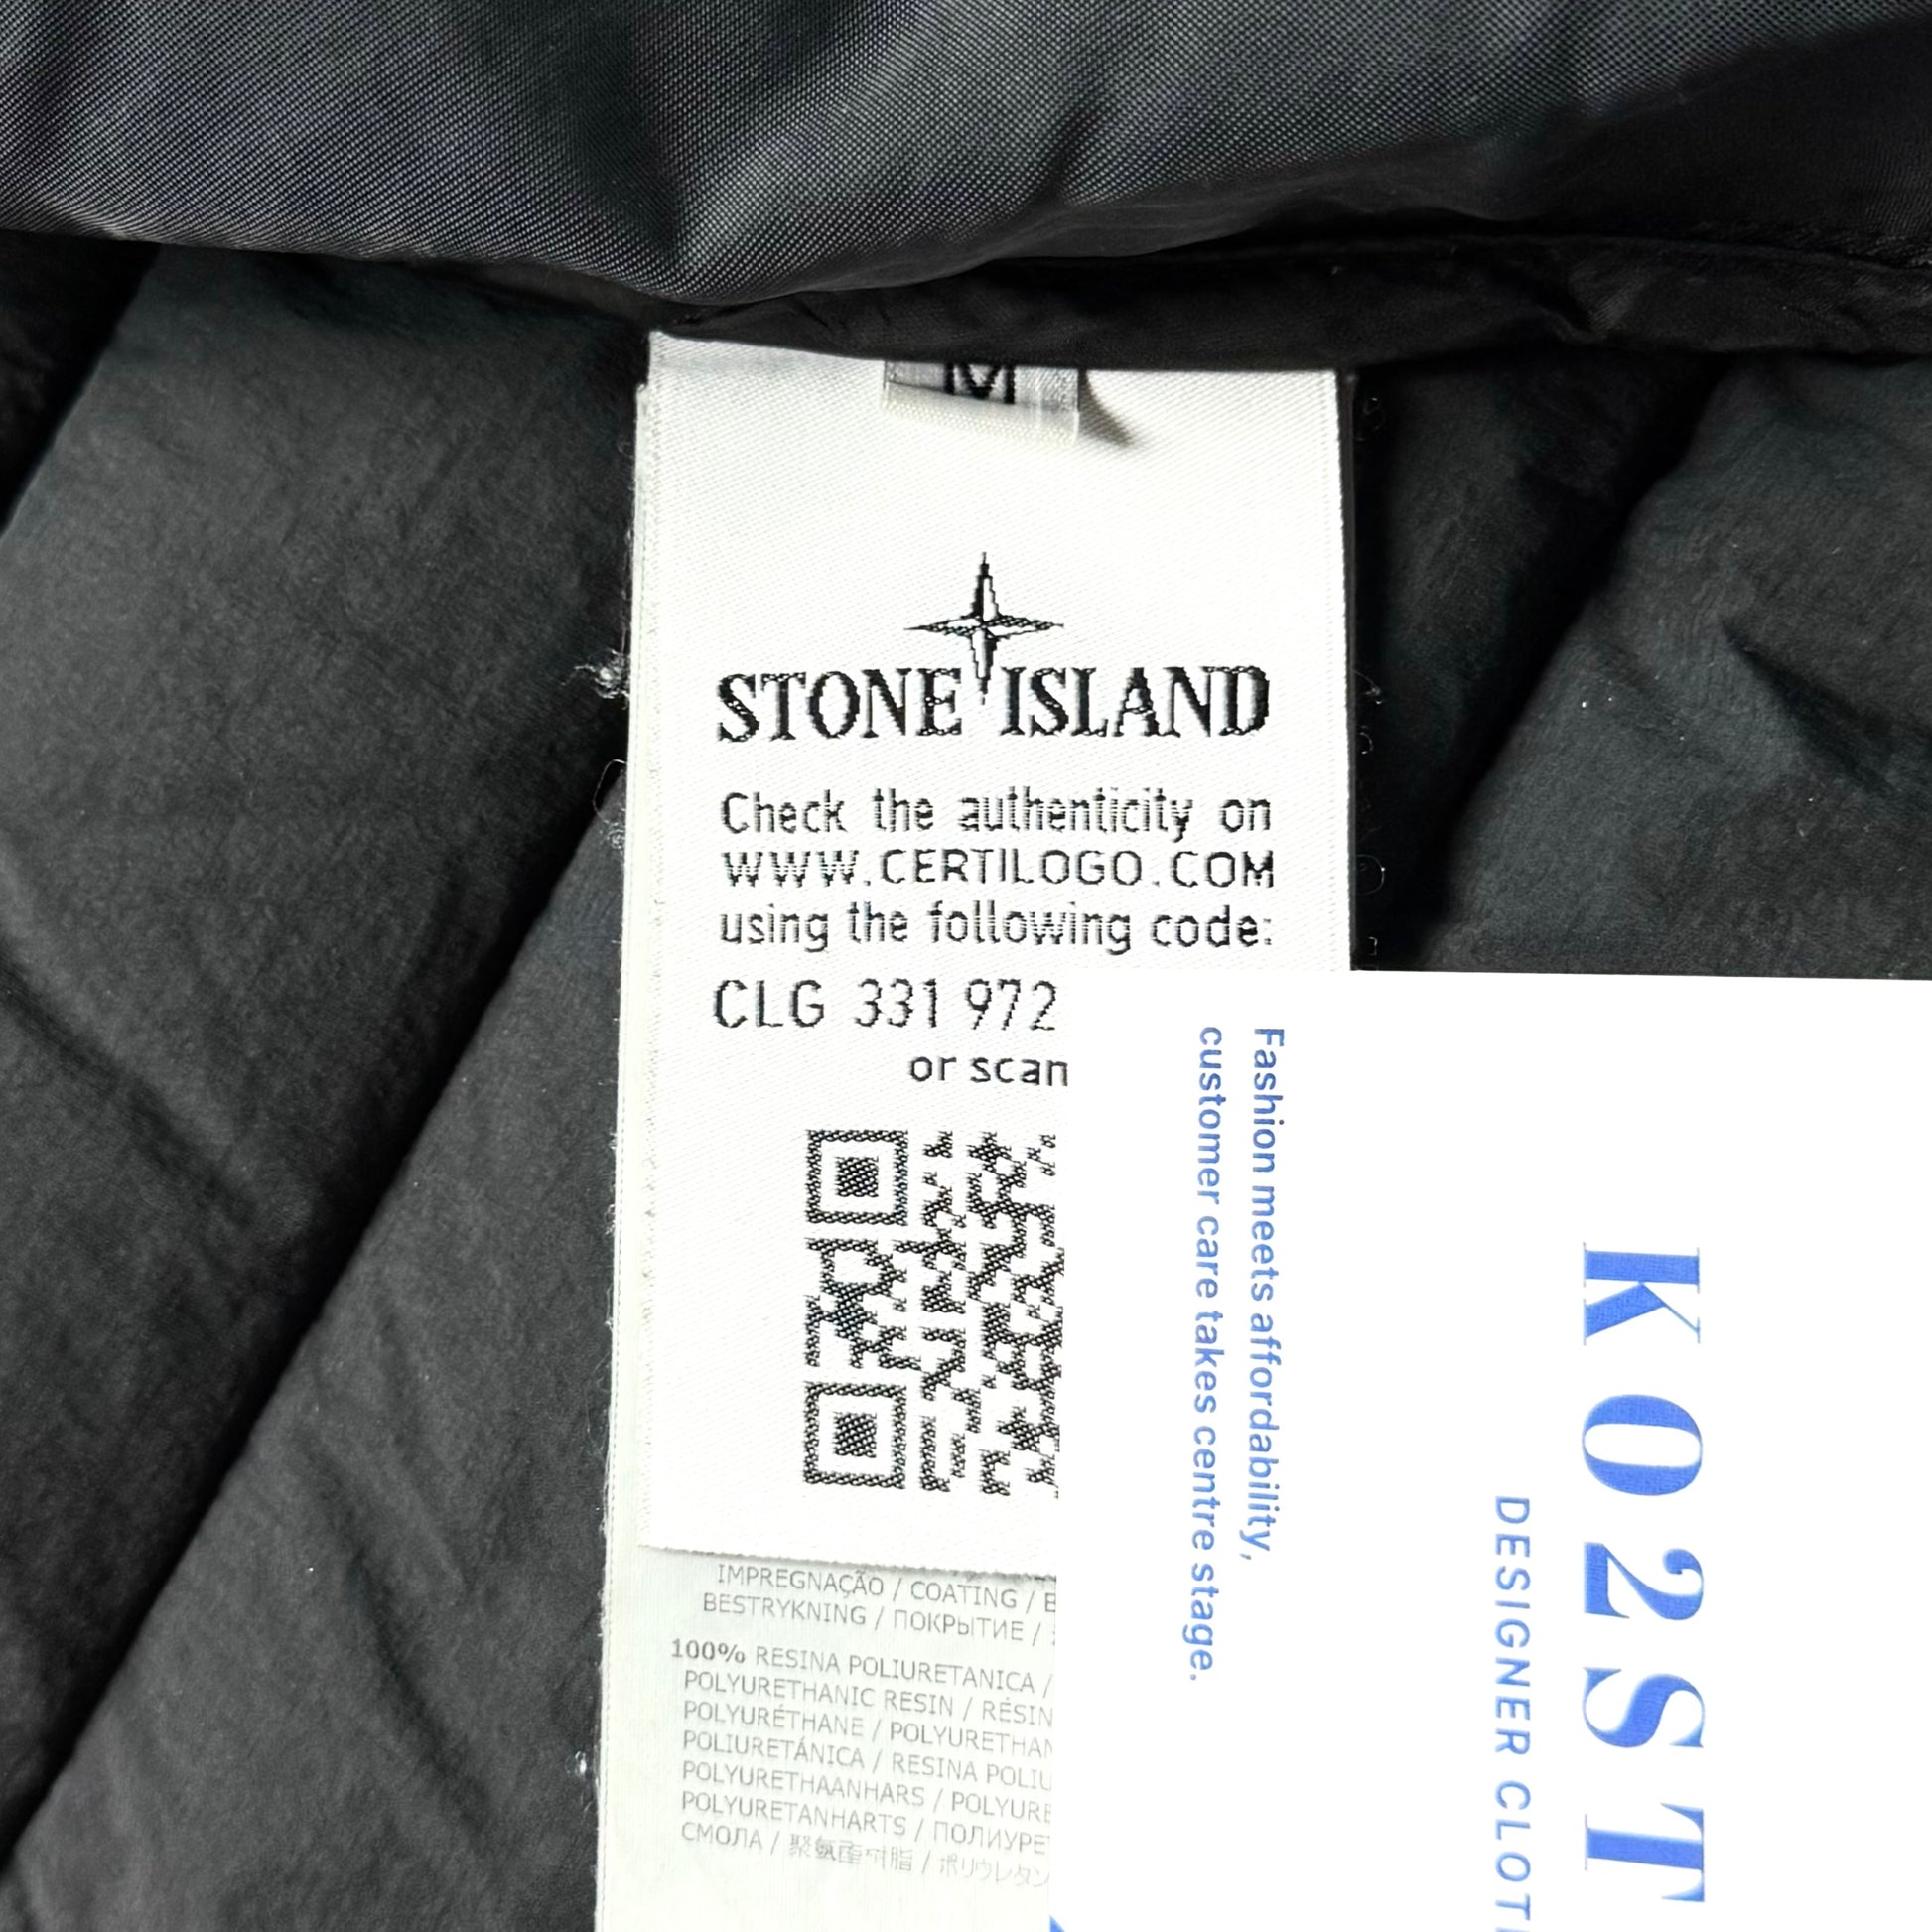 M
STONE ISLAND
Check the authenticity on
WWW.CERTILOGO.COM
using the following code:
CLG 331 972
or scan
IMPREGNAÇÃO / COATING /
BESTRYKNING / ПОКРЫТИЕ /
100% RESINA POLIURETANICA /
POLYURETHANIC RESIN / RÉSIN
POLYURÉTHANE / POLYURETHAN
POLIURETÁNICA / RESINA POLIU
POLYURETHAANHARS / POLYURE
POLYURETANHARTS / ПОЛИУРЕ
СМОЛА / 聚氨酯树脂 / ポリウレタン
Fashion meets affordability,
customer care takes centre stage.
KO2ST
DESIGNER CLOT